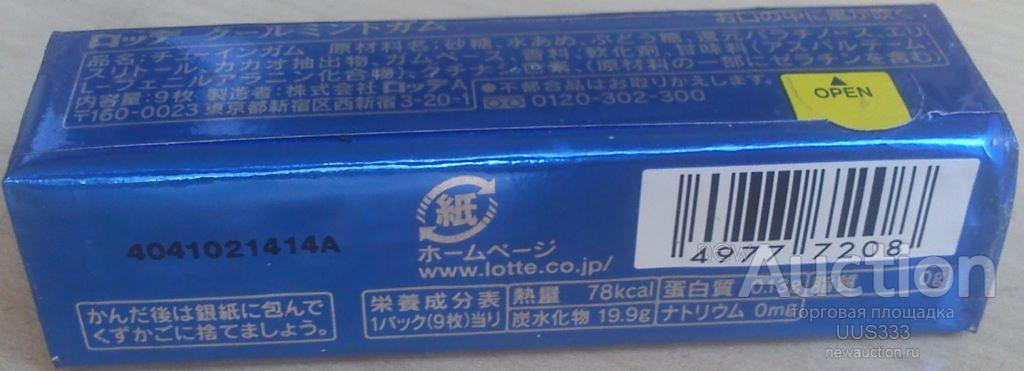 ロッテ クールミントガム
お口の中に風が吹く
品名：チューインガム 原材料名：砂糖、水あめ、ぶどう糖、還元パラチノース、エリ
スリトール、カカオ抽出物、ガムベース、香料、軟化剤、甘味料（アスパルテーム、
L-フェニルアラニン化合物）、クチナシ色素、（原材料の一部にゼラチンを含む）
内容量：9枚 製造者：株式会社ロッテA
●不都合品はお取りかえします。
〒160-0023 東京都新宿区西新宿3-20-1
0120-302-300
OPEN
紙
4041021414A
ホームページ
www.lotte.co.jp/
4977 7208
かんだ後は銀紙に包んで
くずかごに捨てましょう。
栄養成分表
1パック(9枚)当り
熱量 78kcal
蛋白質
炭水化物 19.9g
ナトリウム 0mg
newAuction
торговая площадка
UUS333
newauction.ru